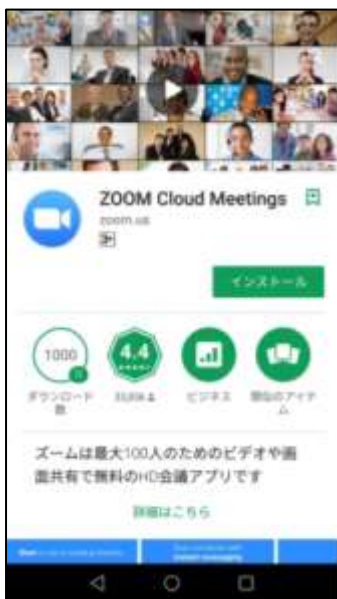 ZOOM Cloud Meetings
zoom.us
3+
インストール
1000
4.4
ダウンロード
数
ビジネス
類似のアイテ
ム
ズームは最大100人のためのビデオや画
面共有で無料のHD会議アプリです
詳細はこちら